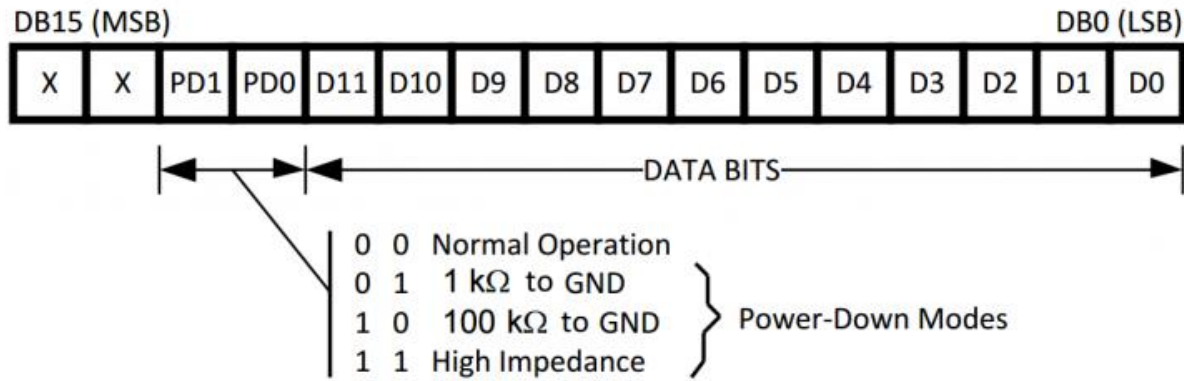 DB15 (MSB) DB0 (LSB)
X X PD1 PD0 D11 D10 D9 D8 D7 D6 D5 D4 D3 D2 D1 D0
DATA BITS
0 0 Normal Operation
0 1 1 kΩ to GND
1 0 100 kΩ to GND
1 1 High Impedance
Power-Down Modes